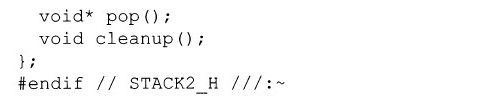 void* pop();
  void cleanup();
};
#endif // STACK2_H ///:~